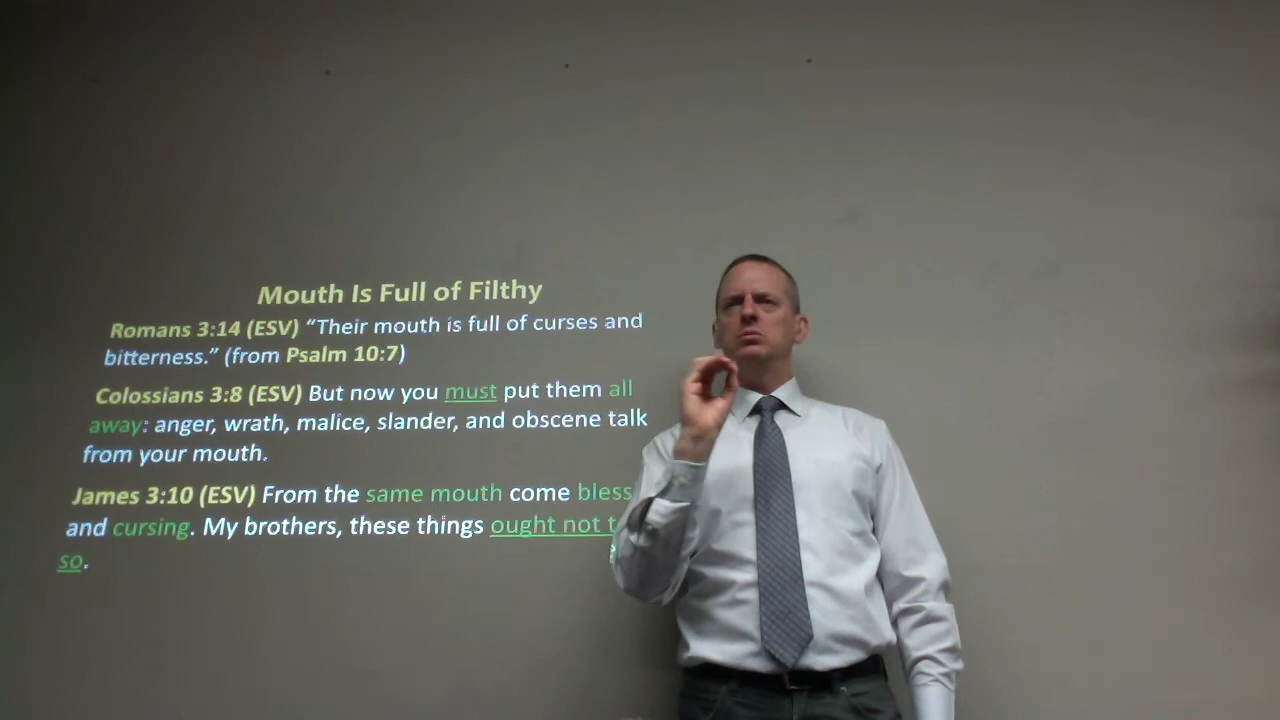 Mouth Is Full of Filthy
Romans 3:14 (ESV) “Their mouth is full of curses and
bitterness.” (from Psalm 10:7)
Colossians 3:8 (ESV) But now you must put them all
away: anger, wrath, malice, slander, and obscene talk
from your mouth.
James 3:10 (ESV) From the same mouth come bless
and cursing. My brothers, these things ought not t
so.